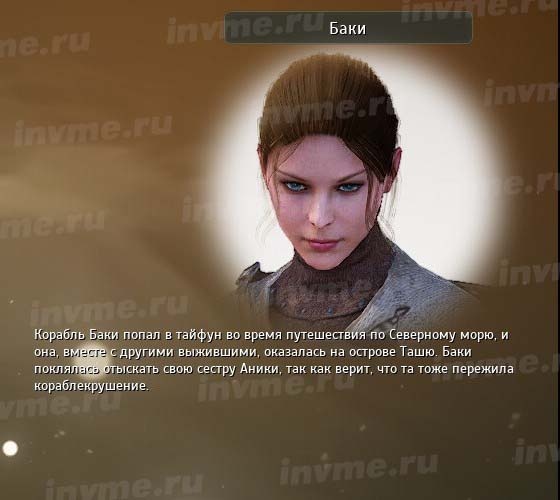 Баки
Корабль Баки попал в тайфун во время путешествия по Северному морю, и
она, вместе с другими выжившими, оказалась на острове Ташю. Баки
поклялась отыскать свою сестру Аники, так как верит, что та тоже пережила
кораблекрушение.
invme.ru
invme.ru
invme.ru
invme.ru
invme.ru
invme.ru
invme.ru
invme.ru
invme.ru
invme.ru
invme.ru